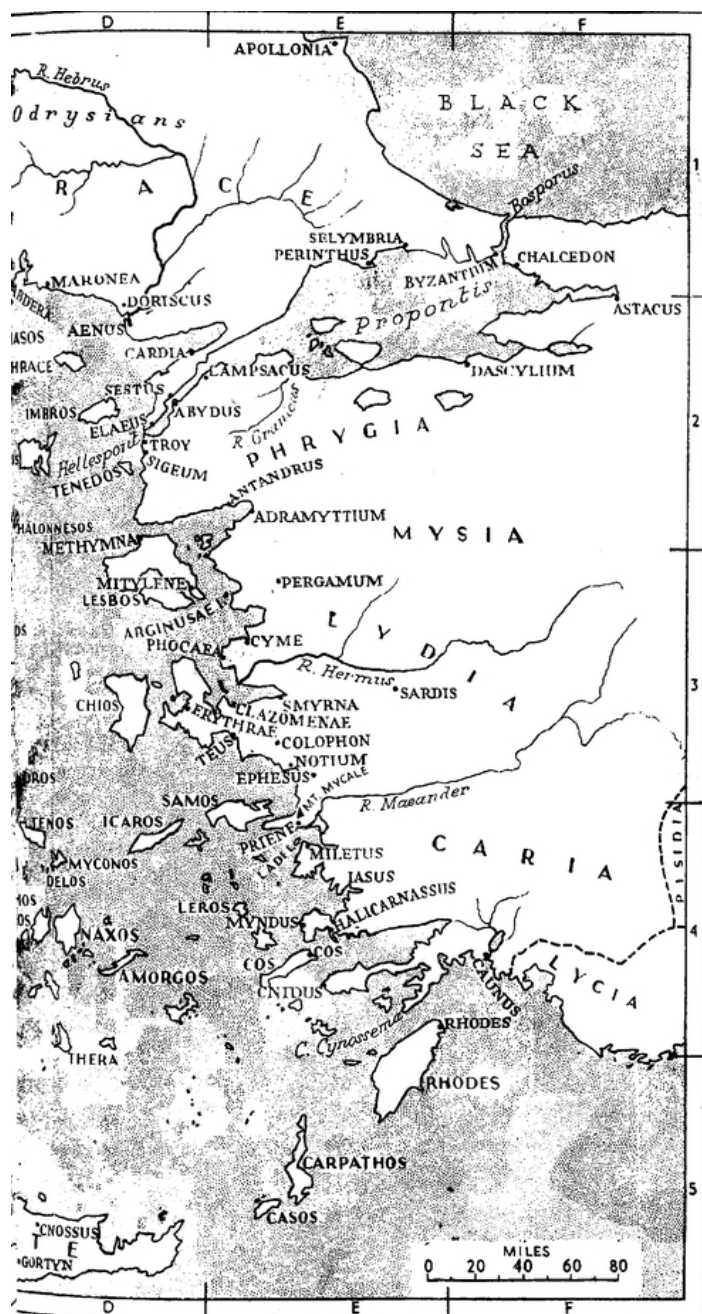 D E F
APOLLONIA
R. Hebrus
Odrysians
BLACK
SEA
1
R A C E
Bosporus
SELYMBRIA
PERINTHUS
BYZANTIUM
CHALCEDON
MARONEA
DORISCUS
Propontis
ASTACUS
AENUS
CARDIA
LAMPSACUS
DASCYLIUM
SESTUS
ABYDUS
IMBROS
ELAEUS
R. Granicus
2
PHRYGIA
Hellespont
TROY
SIGEUM
TENEDOS
ANTANDRUS
ADRAMYTTIUM
HALONNESOS
METHYMNA
MYSIA
MITYLENE
PERGAMUM
LESBOS
ARGINUSAE
LYDIA
CYME
PHOCAEA
R. Hermus
SARDIS
3
CHIOS
ERYTHRAE
CLAZOMENAE
SMYRNA
TEUS
COLOPHON
NOTIUM
EPHESUS
MT. MYCALE
SAMOS
R. Maeander
TENOS
ICAROS
PRIENE
LADE
MILETUS
CARIA
PISIDIA
MYCONOS
DELOS
IASUS
LEROS
MYNDUS
HALICARNASSUS
NAXOS
4
COS
COS
AMORGOS
CNIDUS
CAUNUS
LYCIA
C. Cynossema
RHODES
THERA
RHODES
CARPATHOS
5
CASOS
CNOSSUS
T E
GORTYN
MILES
0 20 40 60 80
D E F